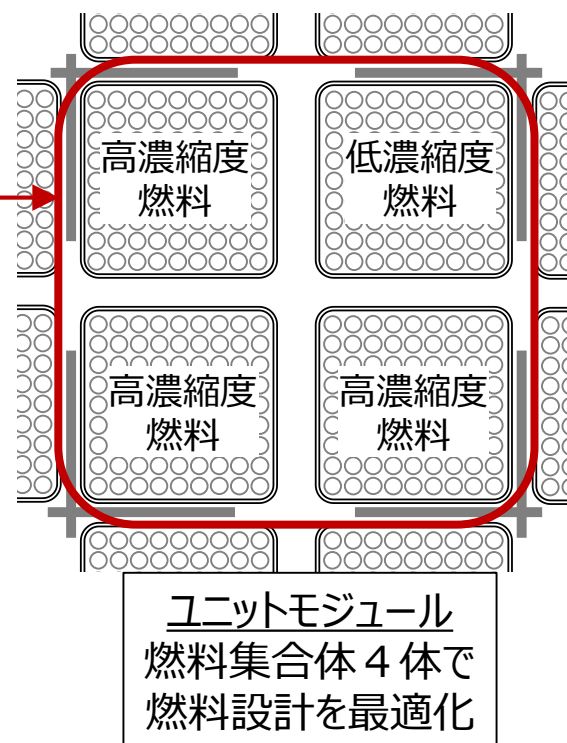 高濃縮度
燃料
低濃縮度
燃料
高濃縮度
燃料
高濃縮度
燃料
ユニットモジュール
燃料集合体４体で
燃料設計を最適化